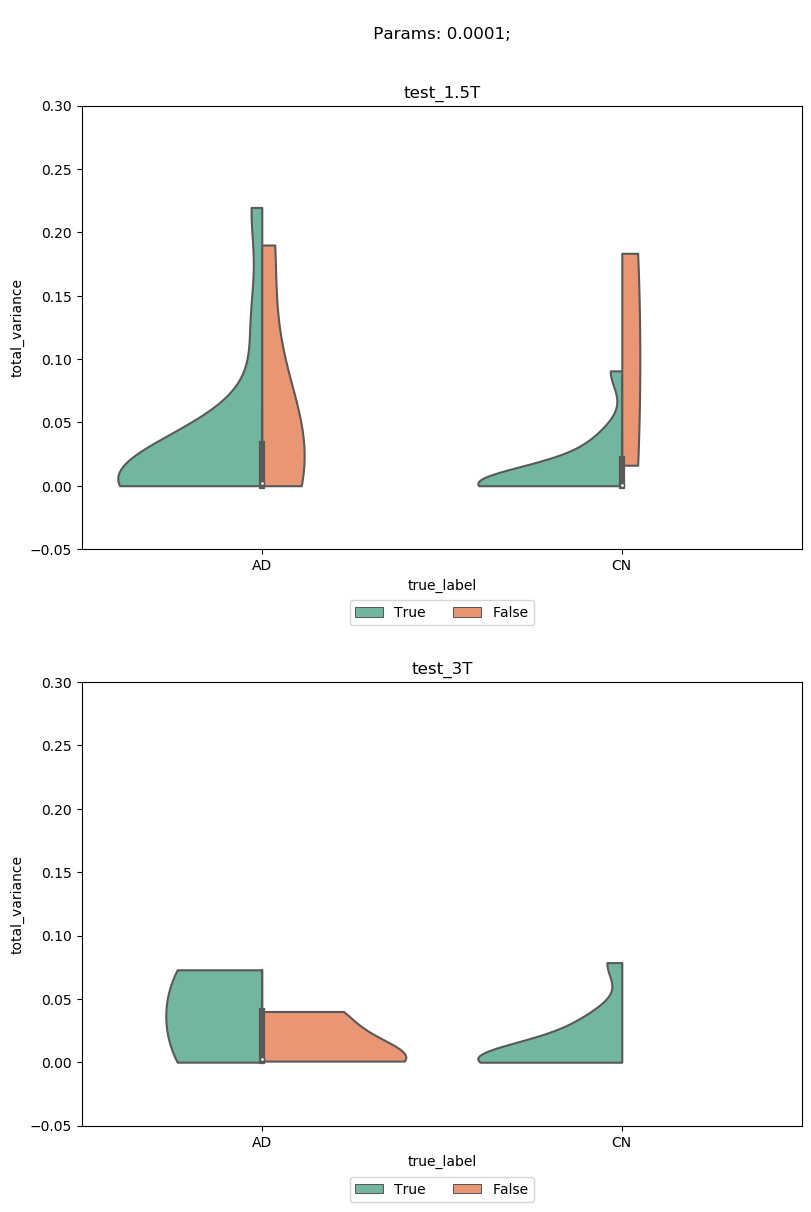 Params: 0.0001;
test_1.5T
0.30
0.25
0.20
0.15
0.10
0.05
0.00
−0.05
total_variance
AD
CN
true_label
True
False
test_3T
0.30
0.25
0.20
0.15
0.10
0.05
0.00
−0.05
total_variance
AD
CN
true_label
True
False